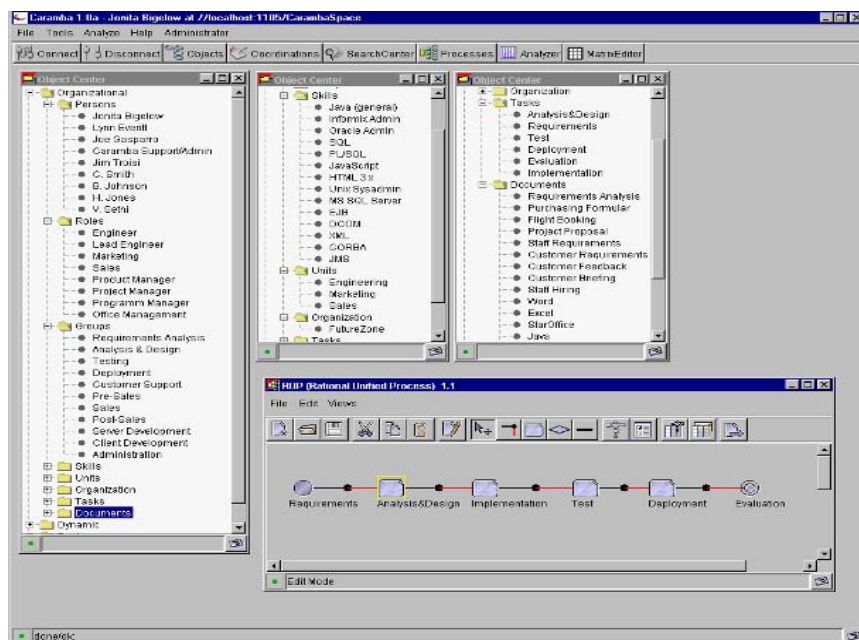 Caramba 1.0a - Jonita Bigelow at //localhost:1105/CarambaSpace
File Tools Analyze Help Administrator
Connect Disconnect Objects Coordinations SearchCenter Processes Analyzer MatrixEditor
Object Center
Organizational
Persons
Jonita Bigelow
Lynn Everitt
Joe Gasparro
Caramba Support/Admin
Jim Troisi
C. Smith
B. Johnson
H. Jones
V. Sethi
Roles
Engineer
Lead Engineer
Marketing
Sales
Product Manager
Project Manager
Programm Manager
Office Management
Groups
Requirements Analysis
Analysis & Design
Testing
Deployment
Customer Support
Pre-Sales
Sales
Post-Sales
Server Development
Client Development
Administration
Skills
Units
Organization
Tasks
Documents
Dynamic
Object Center
Skills
Java (general)
Informix Admin
Oracle Admin
SQL
PL/SQL
JavaScript
HTML 3.x
Unix Sysadmin
MS SQL Server
EJB
DCOM
XML
CORBA
JMS
Units
Engineering
Marketing
Sales
Organization
FutureZone
Tasks
Object Center
Organization
Tasks
Analysis&Design
Requirements
Test
Deployment
Evaluation
Implementation
Documents
Requirements Analysis
Purchasing Formular
Flight Booking
Project Proposal
Staff Requirements
Customer Requirements
Customer Feedback
Customer Briefing
Staff Hiring
Word
Excel
StarOffice
Java
RUP (Rational Unified Process) 1.1
File Edit Views
Requirements Analysis&Design Implementation Test Deployment Evaluation
Edit Mode
done/ok